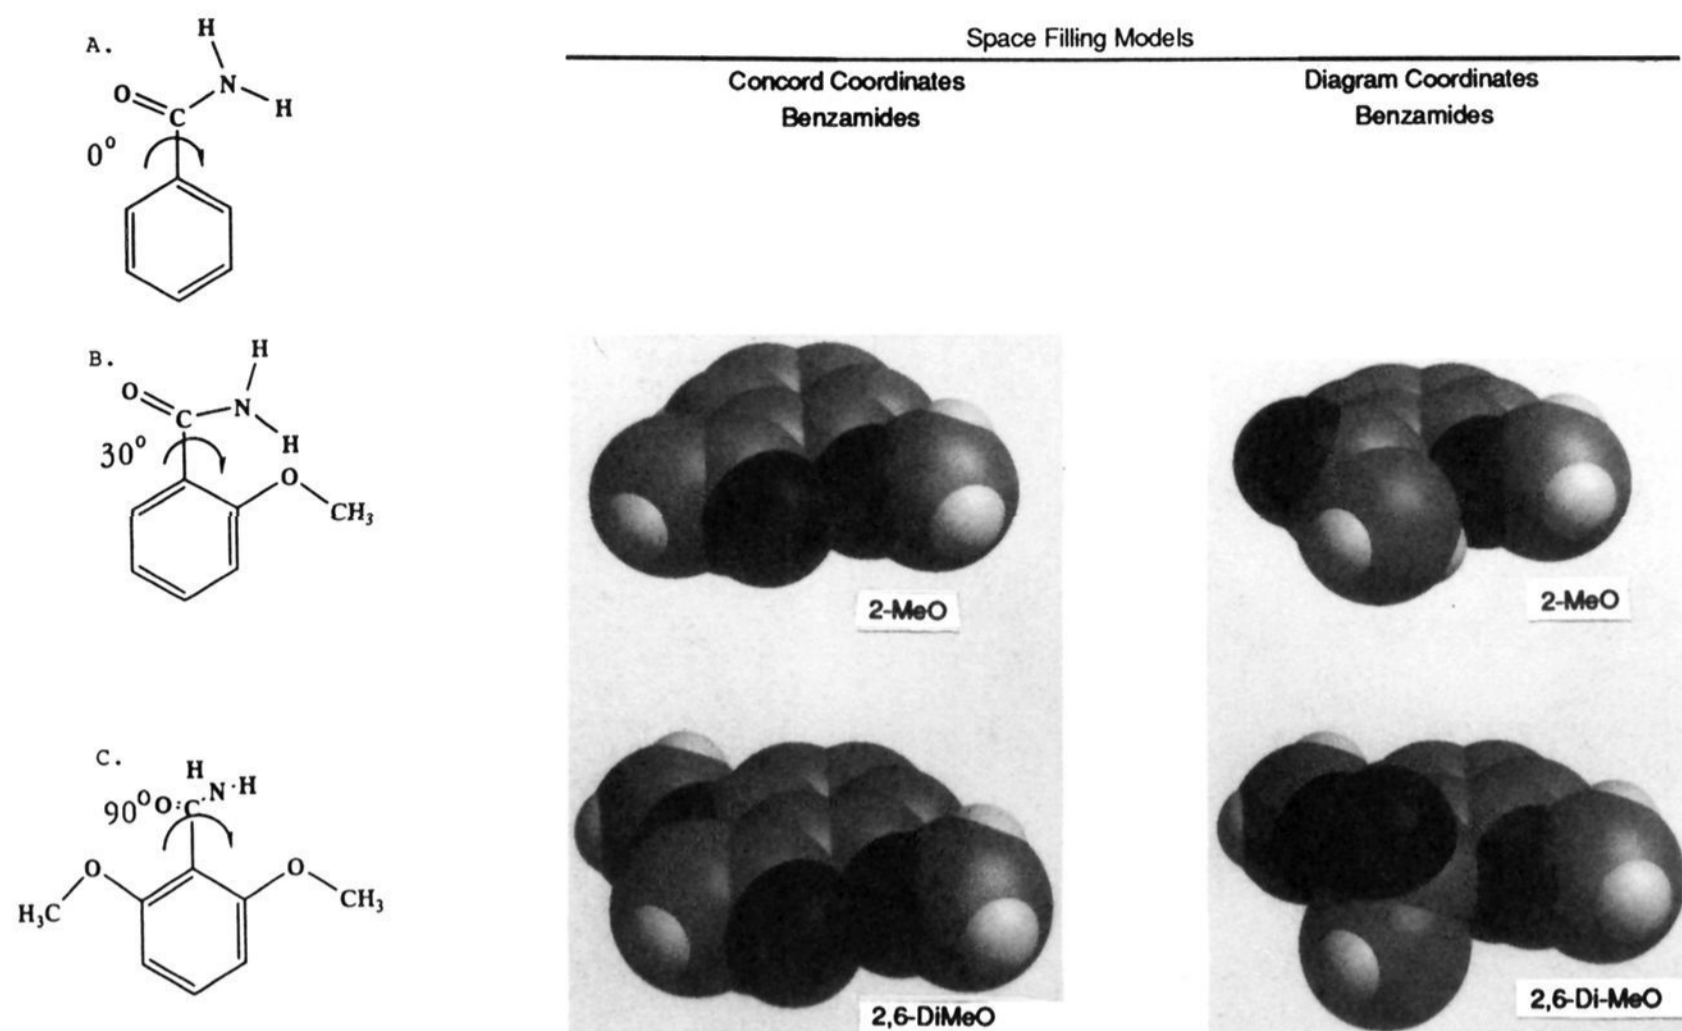 Space Filling Models
Concord Coordinates
Benzamides
Diagram Coordinates
Benzamides
A.
H
N
H
O
C
0°
B.
H
O
C
N
H
30°
O
CH₃
2-MeO
2-MeO
C.
H
O
C
N
H
90°
O
O
H₃C
CH₃
2,6-DiMeO
2,6-Di-MeO